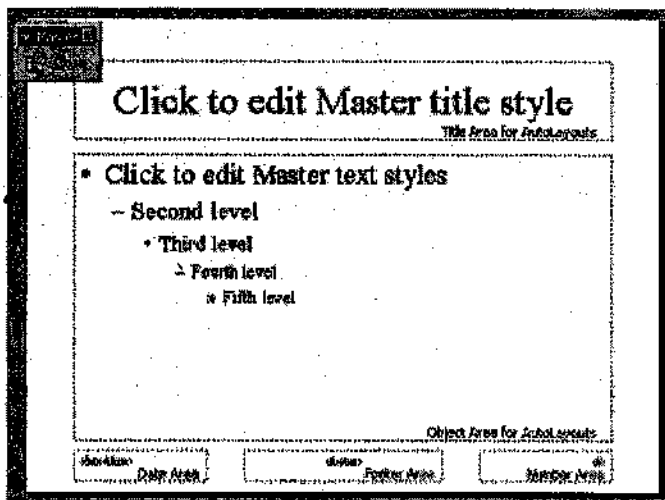 Click to edit Master title style
Title Area for AutoLayouts
• Click to edit Master text styles
– Second level
• Third level
– Fourth level
» Fifth level
Object Area for AutoLayouts
<date/time>
Date Area
<footer>
Footer Area
<#>
Number Area